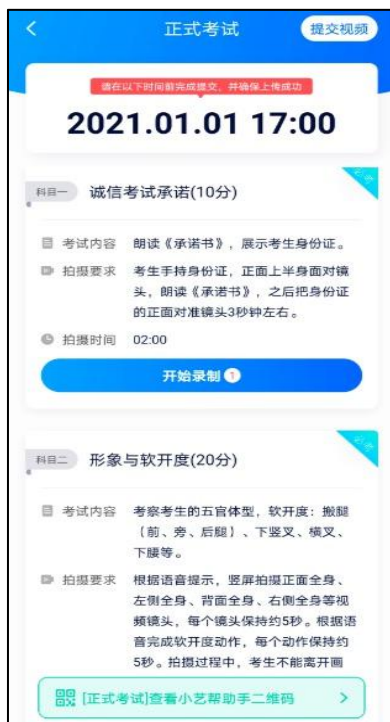 正式考试
提交视频
请在以下时间前完成提交，并确保上传成功
2021.01.01 17:00
科目一 诚信考试承诺(10分)
考试内容 朗读《承诺书》，展示考生身份证。
拍摄要求 考生手持身份证，正面上半身面对镜
头，朗读《承诺书》，之后把身份证
的正面对准镜头3秒钟左右。
拍摄时间 02:00
开始录制 1
科目二 形象与软开度(20分)
考试内容 考察考生的五官体型，软开度：搬腿
（前、旁、后腿）、下竖叉、横叉、
下腰等。
拍摄要求 根据语音提示，竖屏拍摄正面全身、
左侧全身、背面全身、右侧全身等视
频镜头，每个镜头保持约5秒。根据语
音完成软开度动作，每个动作保持约
5秒。拍摄过程中，考生不能离开画
[正式考试]查看小艺帮助手二维码